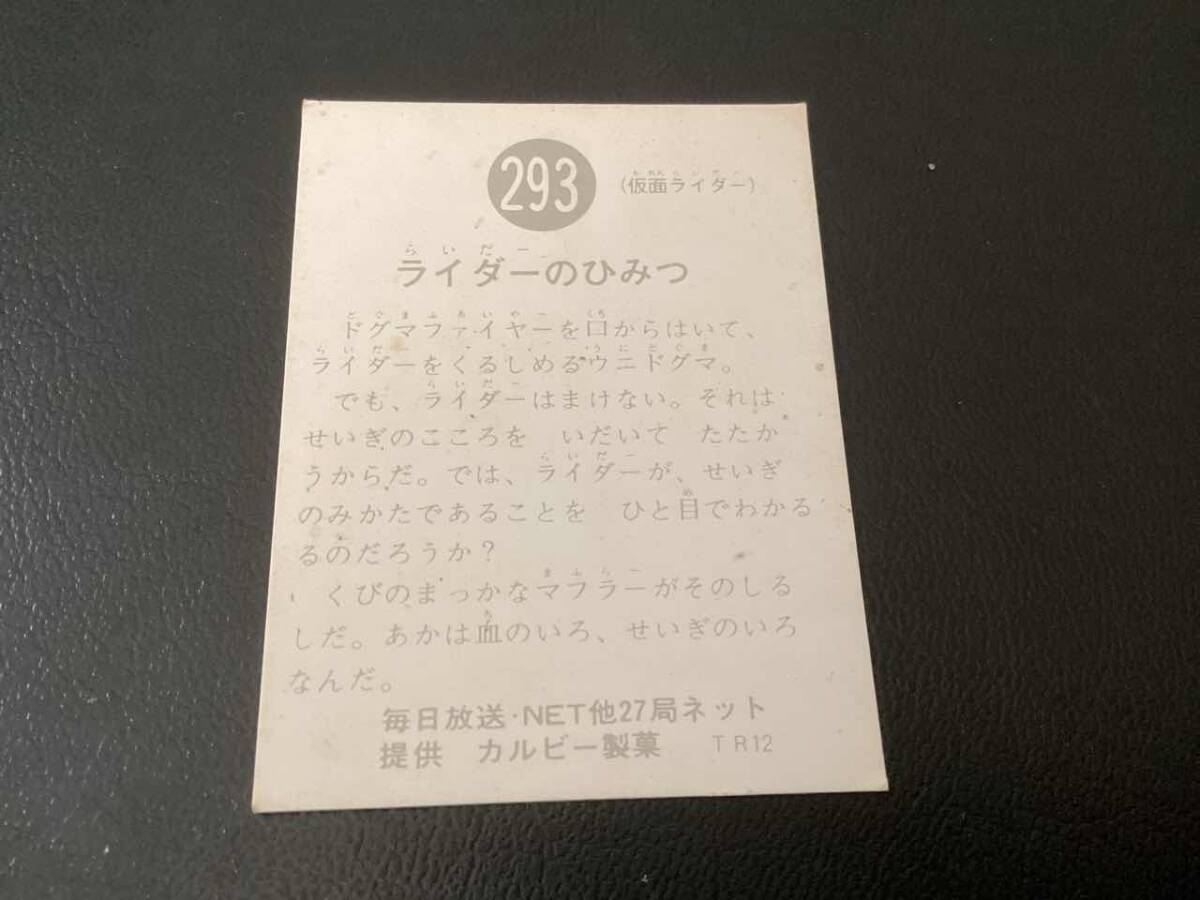 293
(仮面ライダー)
ライダーのひみつ
ドグマファイヤーを口からはいて、
ライダーをくるしめるウニドグマ。
でも、ライダーはまけない。それは
せいぎのこころを いだいて たたか
うからだ。では、ライダーが、せいぎ
のみかたであることを ひと目でわかる
るのだろうか?
くびのまっかなマフラーがそのしる
しだ。あかは血のいろ、せいぎのいろ
なんだ。
毎日放送・NET他27局ネット
提供 カルビー製菓 TR12